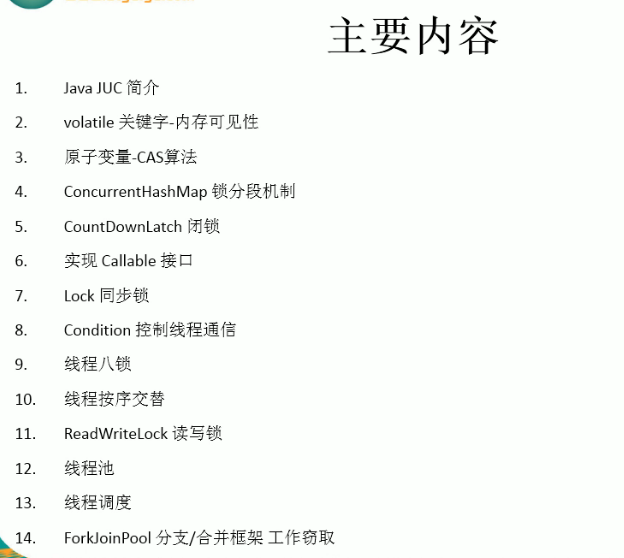 主要内容
1. Java JUC 简介
2. volatile 关键字-内存可见性
3. 原子变量-CAS算法
4. ConcurrentHashMap 锁分段机制
5. CountDownLatch 闭锁
6. 实现 Callable 接口
7. Lock 同步锁
8. Condition 控制线程通信
9. 线程八锁
10. 线程按序交替
11. ReadWriteLock 读写锁
12. 线程池
13. 线程调度
14. ForkJoinPool 分支/合并框架 工作窃取